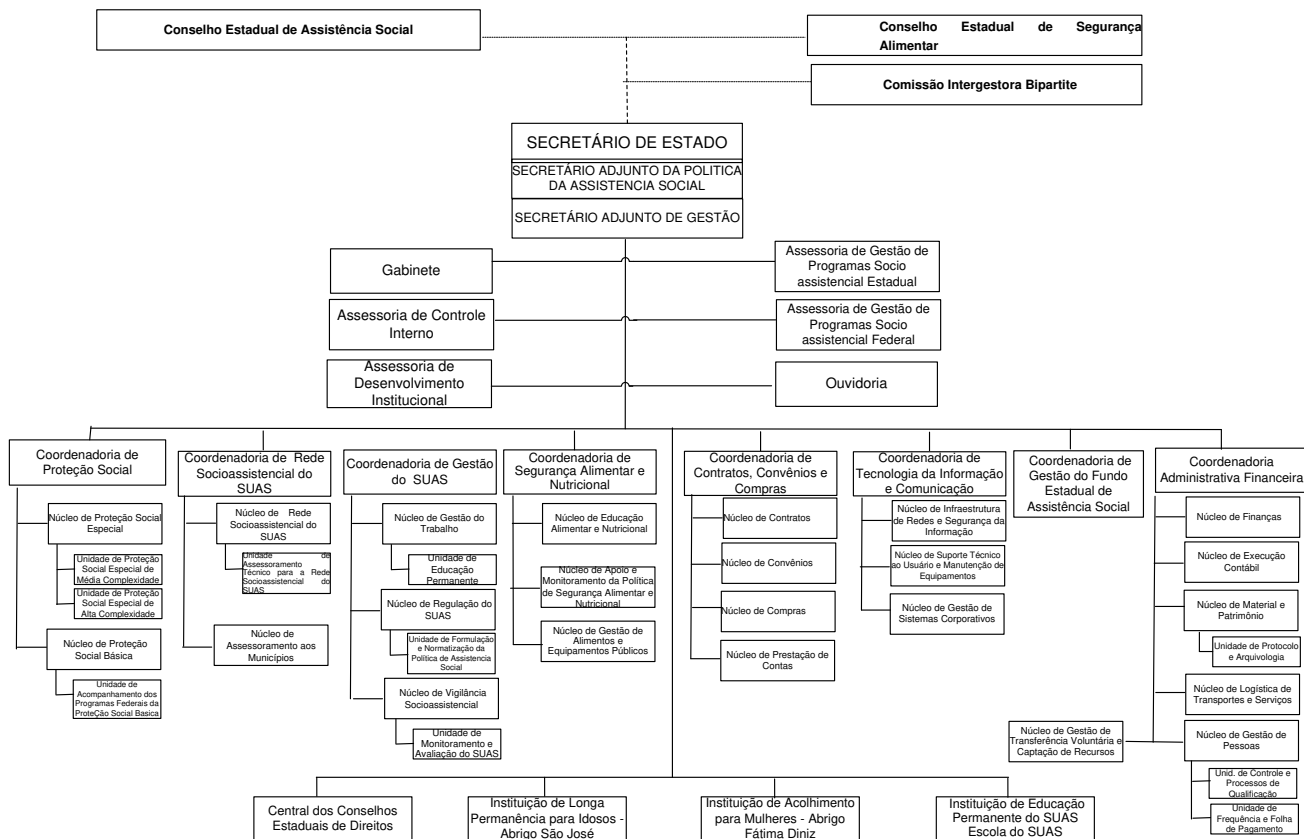 Conselho Estadual de Assistência Social
Conselho Estadual de Segurança
Alimentar
Comissão Intergestora Bipartite
SECRETÁRIO DE ESTADO
SECRETÁRIO ADJUNTO DA POLITICA
DA ASSISTENCIA SOCIAL
SECRETÁRIO ADJUNTO DE GESTÃO
Gabinete
Assessoria de Gestão de
Programas Socio
assistencial Estadual
Assessoria de Controle
Interno
Assessoria de Gestão de
Programas Socio
assistencial Federal
Assessoria de
Desenvolvimento
Institucional
Ouvidoria
Coordenadoria de
Proteção Social
Núcleo de Proteção Social
Especial
Unidade de Proteção
Social Especial de
Média Complexidade
Unidade de Proteção
Social Especial de
Alta Complexidade
Núcleo de Proteção
Social Básica
Unidade de
Acompanhamento dos
Programas Federais da
ProteÇão Social Basica
Coordenadoria de Rede
Socioassistencial do
SUAS
Núcleo de Rede
Socioassistencial do
SUAS
Unidade de
Assessoramento
Técnico para a Rede
Socioassistencial do
SUAS
Núcleo de
Assessoramento aos
Municípios
Coordenadoria de Gestão
do SUAS
Núcleo de Gestão do
Trabalho
Unidade de
Educação
Permanente
Núcleo de Regulação do
SUAS
Unidade de Formulação
e Normatização da
Política de Assistencia
Social
Núcleo de Vigilância
Socioassistencial
Unidade de
Monitoramento e
Avaliação do SUAS
Coordenadoria de
Segurança Alimentar e
Nutricional
Núcleo de Educação
Alimentar e Nutricional
Núcleo de Apoio e
Monitoramento da Política
de Segurança Alimentar e
Nutricional
Núcleo de Gestão de
Alimentos e
Equipamentos Públicos
Coordenadoria de
Contratos, Convênios e
Compras
Núcleo de Contratos
Núcleo de Convênios
Núcleo de Compras
Núcleo de Prestação de
Contas
Coordenadoria de
Tecnologia da Informação
e Comunicação
Núcleo de Infraestrutura
de Redes e Segurança da
Informação
Núcleo de Suporte Técnico
ao Usuário e Manutenção de
Equipamentos
Núcleo de Gestão de
Sistemas Corporativos
Coordenadoria de
Gestão do Fundo
Estadual de
Assistência Social
Coordenadoria
Administrativa Financeira
Núcleo de Finanças
Núcleo de Execução
Contábil
Núcleo de Material e
Patrimônio
Unidade de Protocolo
e Arquivologia
Núcleo de Logística de
Transportes e Serviços
Núcleo de Gestão de
Transferência Voluntária e
Captação de Recursos
Núcleo de Gestão de
Pessoas
Unid. de Controle e
Processos de
Qualificação
Unidade de
Frequência e Folha
de Pagamento
Central dos Conselhos
Estaduais de Direitos
Instituição de Longa
Permanência para Idosos -
Abrigo São José
Instituição de Acolhimento
para Mulheres - Abrigo
Fátima Diniz
Instituição de Educação
Permanente do SUAS
Escola do SUAS